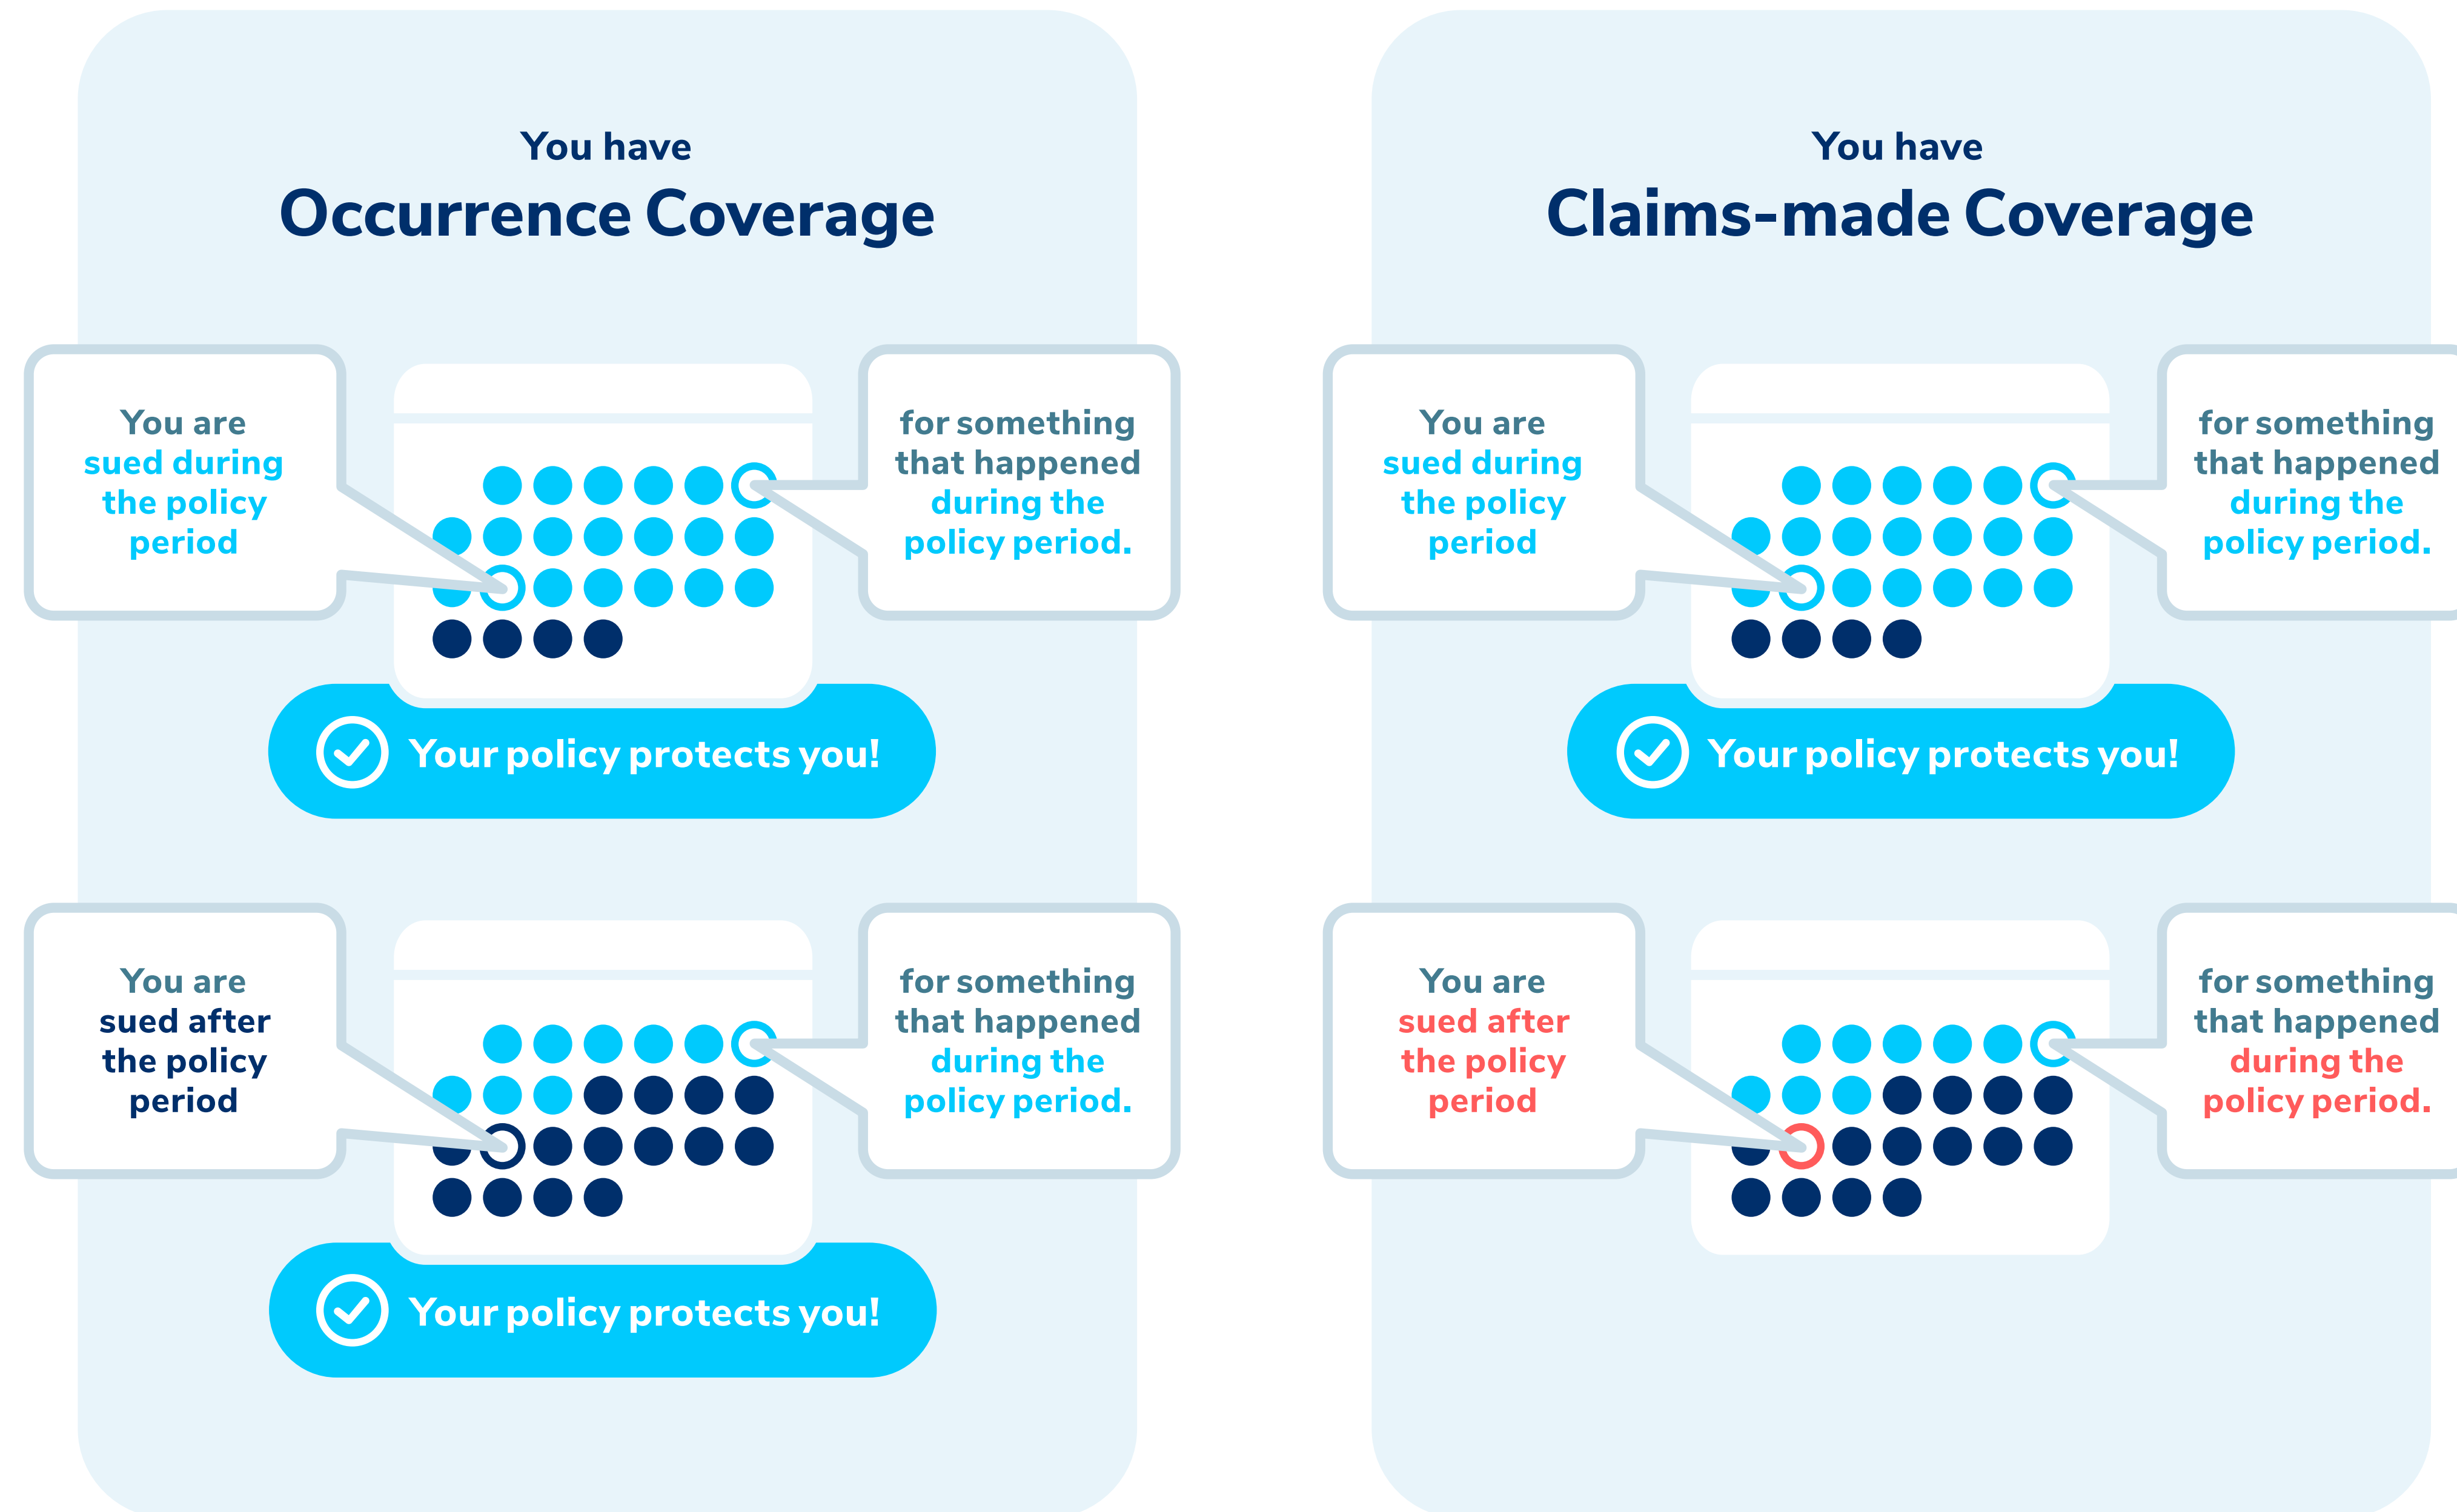 You have
Occurrence Coverage
You are
sued during
the policy
period
for something
that happened
during the
policy period.
Your policy protects you!
You are
sued after
the policy
period
for something
that happened
during the
policy period.
Your policy protects you!
You have
Claims-made Coverage
You are
sued during
the policy
period
for something
that happened
during the
policy period.
Your policy protects you!
You are
sued after
the policy
period
for something
that happened
during the
policy period.